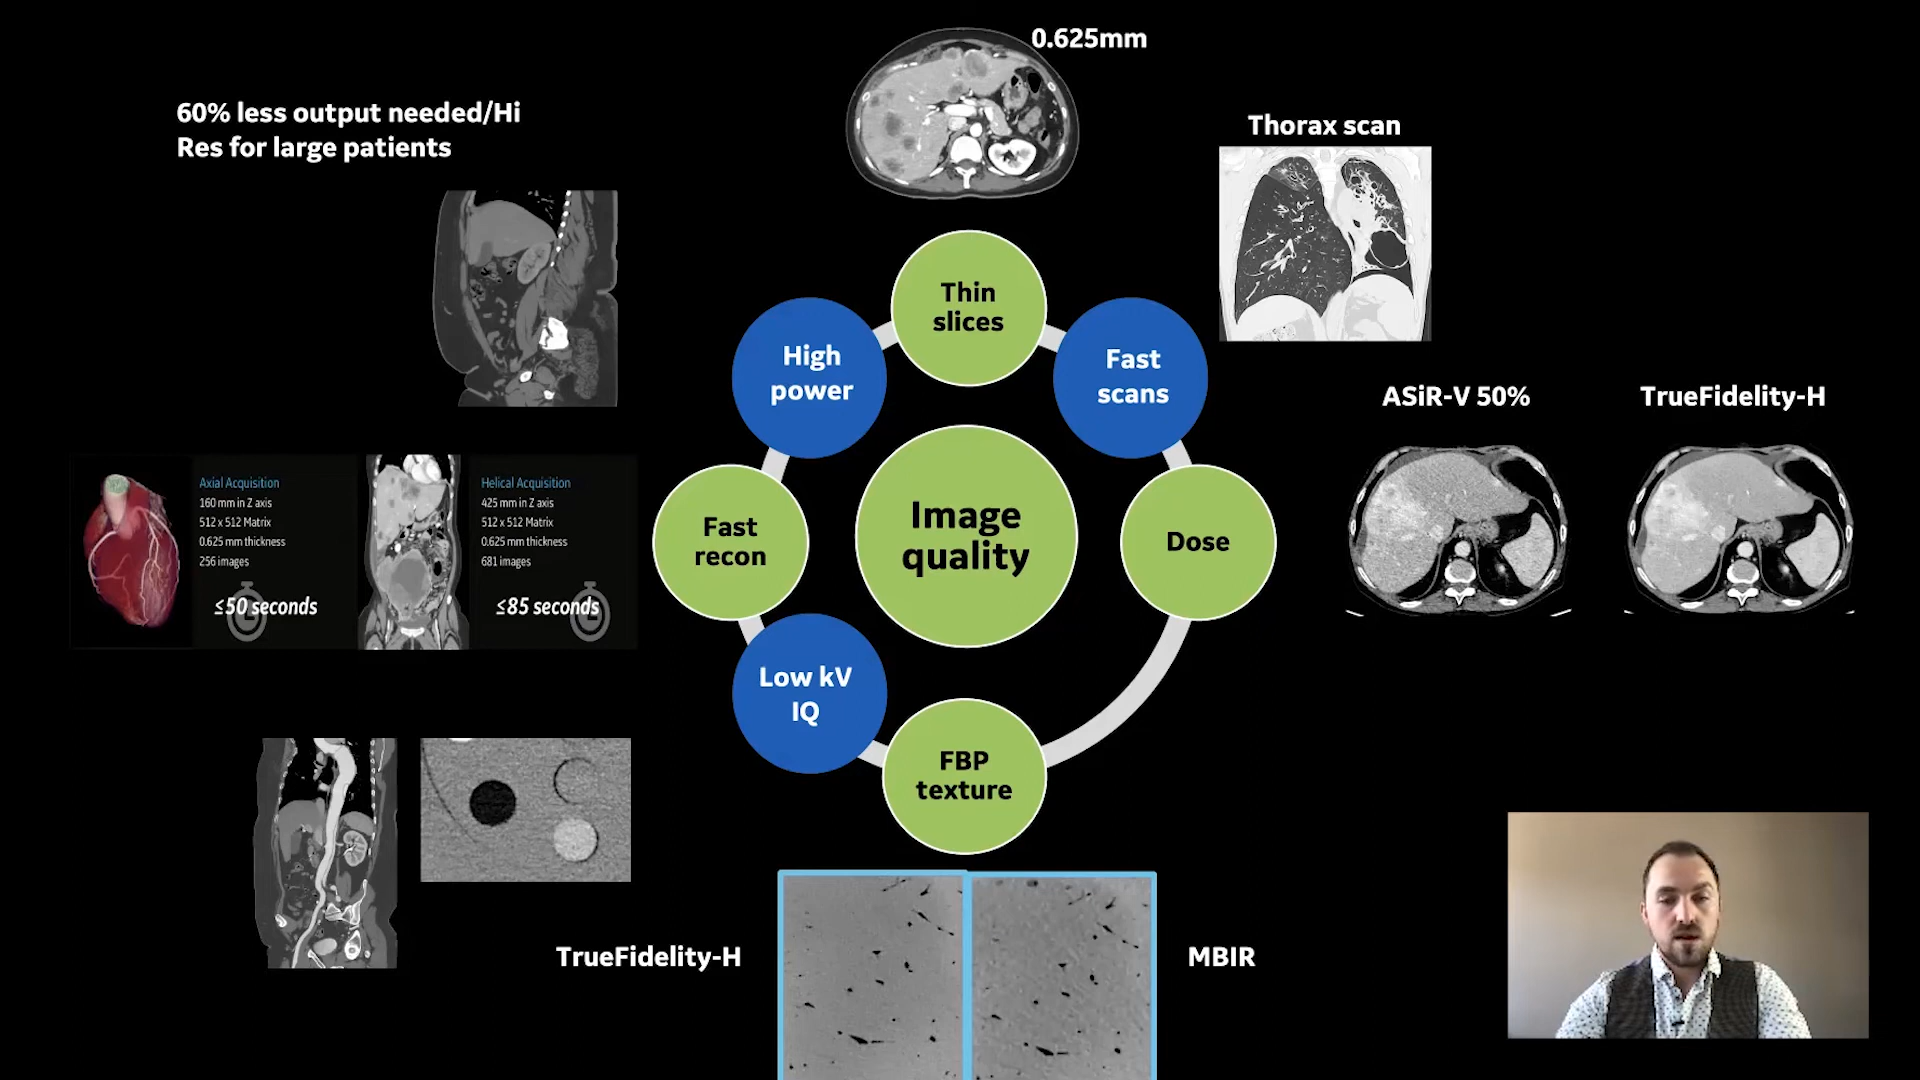 0.625mm
60% less output needed/Hi
Res for large patients
Thorax scan
Thin
slices
High
power
Fast
scans
ASiR-V 50%
TrueFidelity-H
Axial Acquisition
160 mm in Z axis
512 x 512 Matrix
0.625 mm thickness
256 images
≤50 seconds
Helical Acquisition
425 mm in Z axis
512 x 512 Matrix
0.625 mm thickness
681 images
≤85 seconds
Fast
recon
Image
quality
Dose
Low kV
IQ
FBP
texture
TrueFidelity-H
MBIR